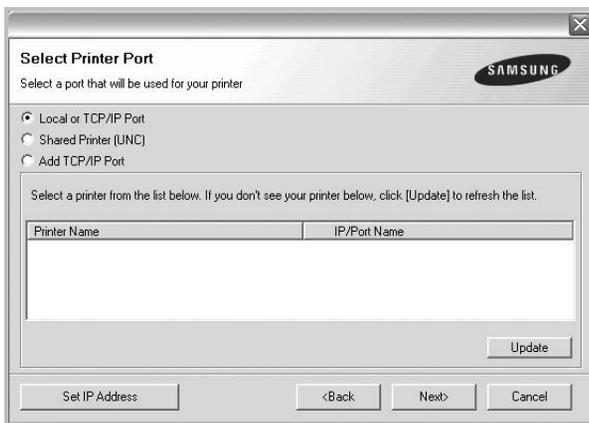 Select Printer Port
Select a port that will be used for your printer
SAMSUNG
Local or TCP/IP Port
Shared Printer (UNC)
Add TCP/IP Port
Select a printer from the list below. If you don't see your printer below, click [Update] to refresh the list.
Printer Name IP/Port Name
Update
Set IP Address <Back Next> Cancel